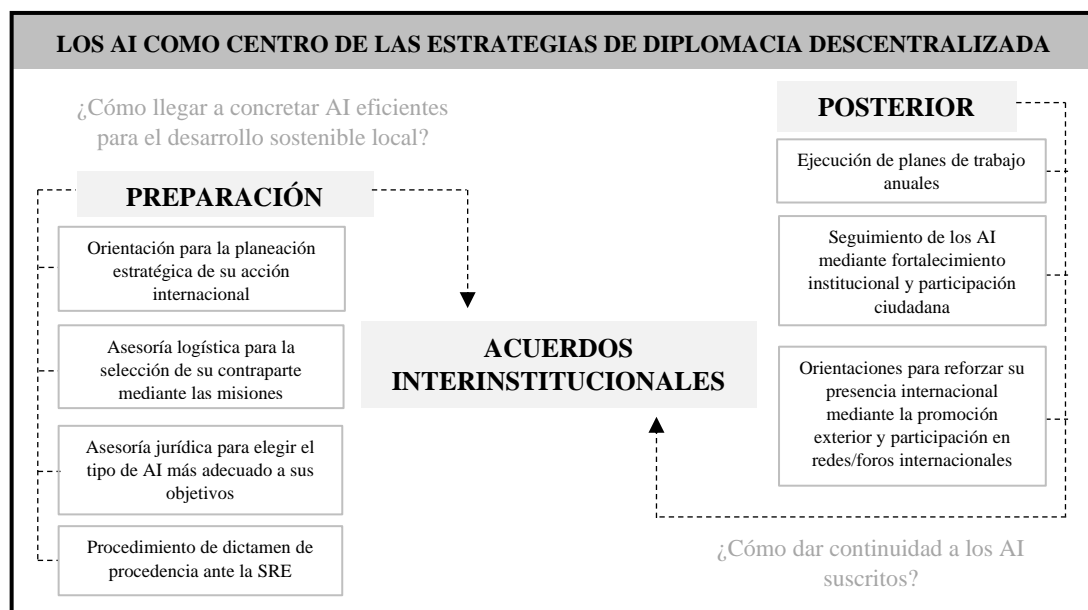 LOS AI COMO CENTRO DE LAS ESTRATEGIAS DE DIPLOMACIA DESCENTRALIZADA
¿Cómo llegar a concretar AI eficientes
para el desarrollo sostenible local?
PREPARACIÓN
Orientación para la planeación
estratégica de su acción
internacional
Asesoría logística para la
selección de su contraparte
mediante las misiones
Asesoría jurídica para elegir el
tipo de AI más adecuado a sus
objetivos
Procedimiento de dictamen de
procedencia ante la SRE
ACUERDOS
INTERINSTITUCIONALES
POSTERIOR
Ejecución de planes de trabajo
anuales
Seguimiento de los AI
mediante fortalecimiento
institucional y participación
ciudadana
Orientaciones para reforzar su
presencia internacional
mediante la promoción
exterior y participación en
redes/foros internacionales
¿Cómo dar continuidad a los AI
suscritos?